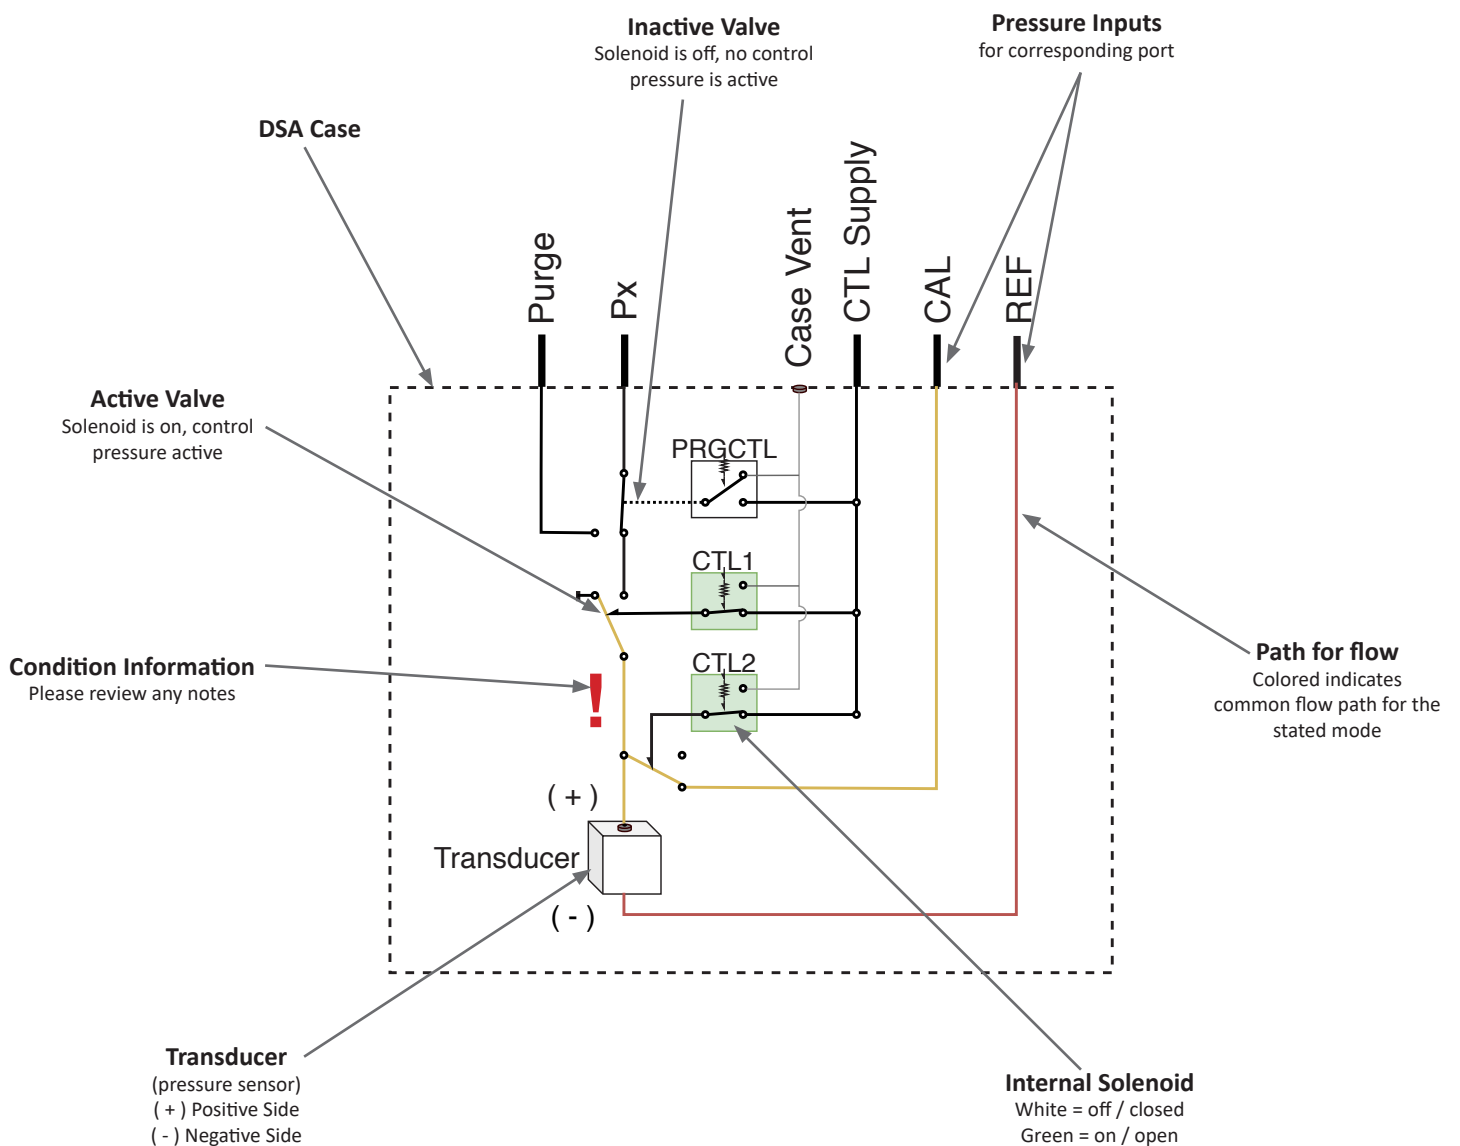 Inactive Valve
Solenoid is off, no control
pressure is active
Pressure Inputs
for corresponding port
DSA Case
Purge
Px
Case Vent
CTL Supply
CAL
REF
Active Valve
Solenoid is on, control
pressure active
PRGCTL
CTL1
CTL2
Condition Information
Please review any notes
!
Path for flow
Colored indicates
common flow path for the
stated mode
( + )
Transducer
( - )
Transducer
(pressure sensor)
( + ) Positive Side
( - ) Negative Side
Internal Solenoid
White = off / closed
Green = on / open